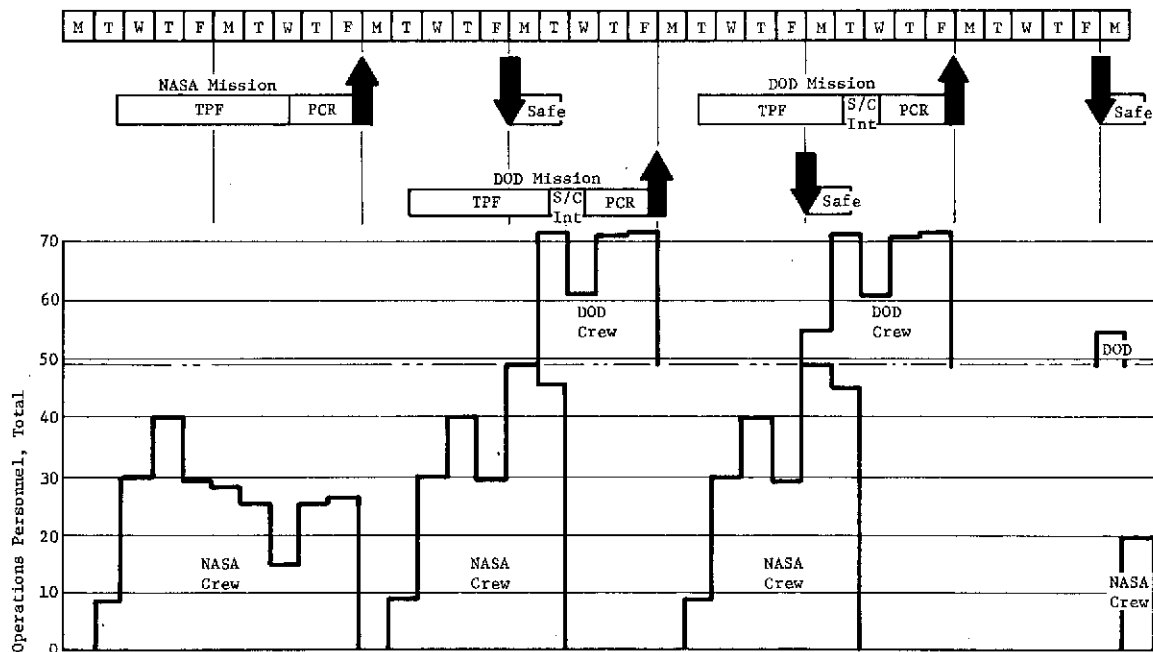 M T W T F M T W T F M T W T F M T W T F M T W T F M T W T F M T W T F M
NASA Mission
TPF PCR
Safe
DOD Mission
TPF S/C Int PCR
Safe
DOD Mission
TPF S/C Int PCR
Safe
Operations Personnel, Total
70
60
50
40
30
20
10
0
DOD
Crew
DOD
Crew
DOD
NASA
Crew
NASA
Crew
NASA
Crew
NASA
Crew